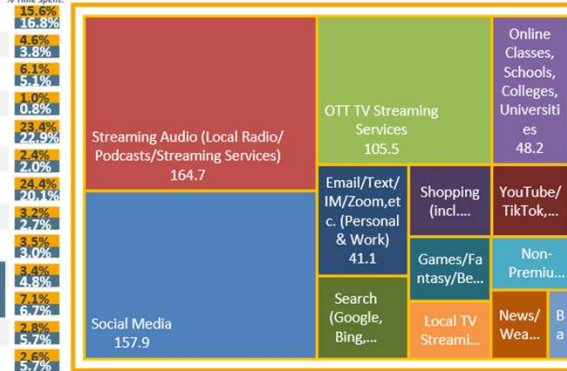 % Time Spent:
15.6%
16.8%
4.6%
3.8%
6.1%
5.1%
1.0%
0.8%
23.4%
22.9%
2.4%
2.0%
24.4%
20.1%
3.2%
2.7%
3.5%
3.0%
3.4%
4.8%
7.1%
6.7%
2.8%
5.7%
2.6%
5.7%
Streaming Audio (Local Radio/
Podcasts/Streaming Services)
164.7
Social Media
157.9
OTT TV Streaming
Services
105.5
Online
Classes,
Schools,
Colleges,
Universiti
es
48.2
Email/Text/
IM/Zoom,et
c. (Personal
& Work)
41.1
Shopping
(incl....
YouTube/
TikTok,...
Games/Fa
ntasy/Be...
Non-
Premiu...
Search
(Google,
Bing,...
Local TV
Streami...
News/
Wea...
B
a